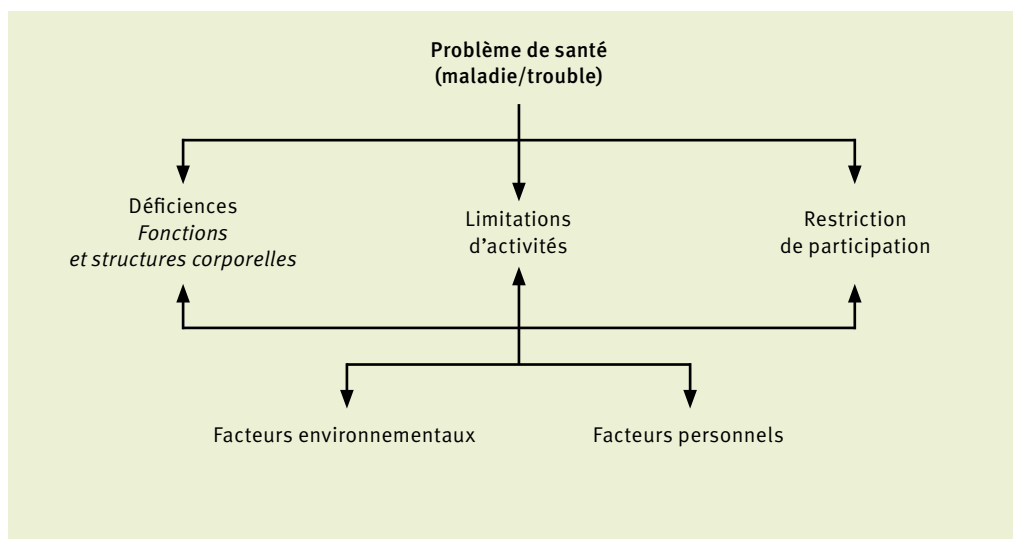 Problème de santé
(maladie/trouble)
Déficiences
Fonctions
et structures corporelles
Limitations
d’activités
Restriction
de participation
Facteurs environnementaux
Facteurs personnels